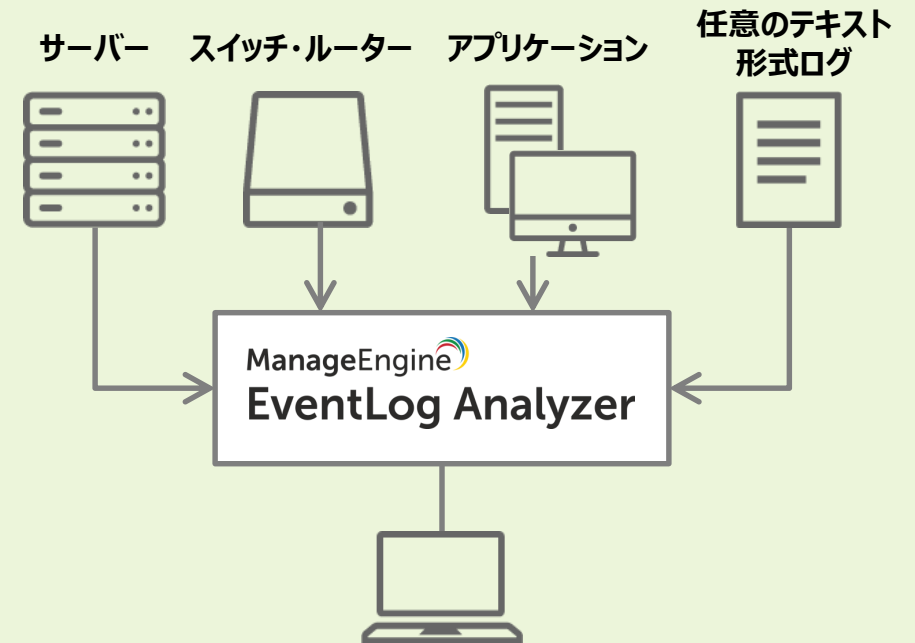 サーバー
スイッチ・ルーター
アプリケーション
任意のテキスト
形式ログ
ManageEngine
EventLog Analyzer